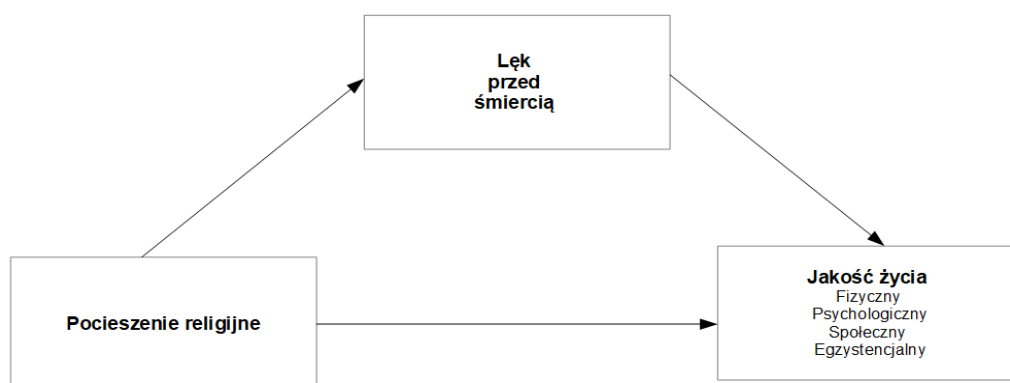 Lęk
przed
śmiercią
Pocieszenie religijne
Jakość życia
Fizyczny
Psychologiczny
Społeczny
Egzystencjalny